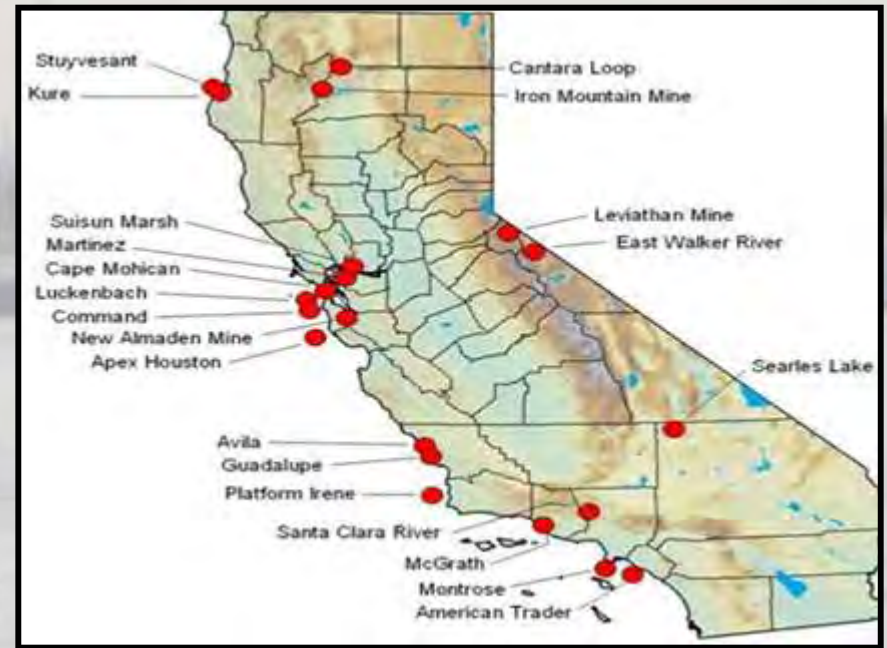 Stuyvesant
Kure
Cantara Loop
Iron Mountain Mine
Suisun Marsh
Martinez
Cape Mohican
Luckenbach
Command
New Almaden Mine
Apex Houston
Leviathan Mine
East Walker River
Searles Lake
Avila
Guadalupe
Platform Irene
Santa Clara River
McGrath
Montrose
American Trader